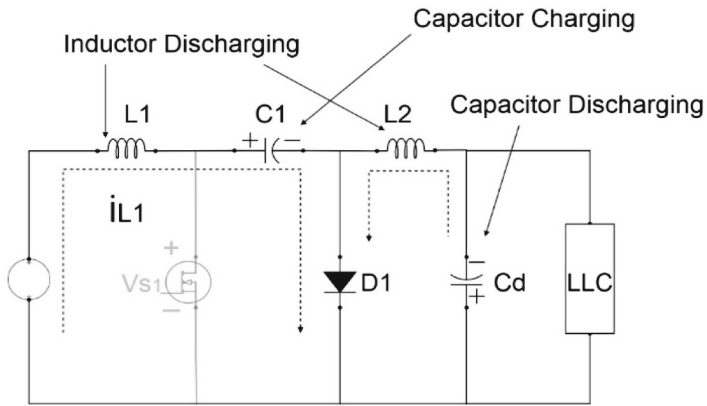 Capacitor Charging
Inductor Discharging
Capacitor Discharging
L1
C1
L2
+ −
iL1
+
Vs1
−
D1
−
+
Cd
LLC